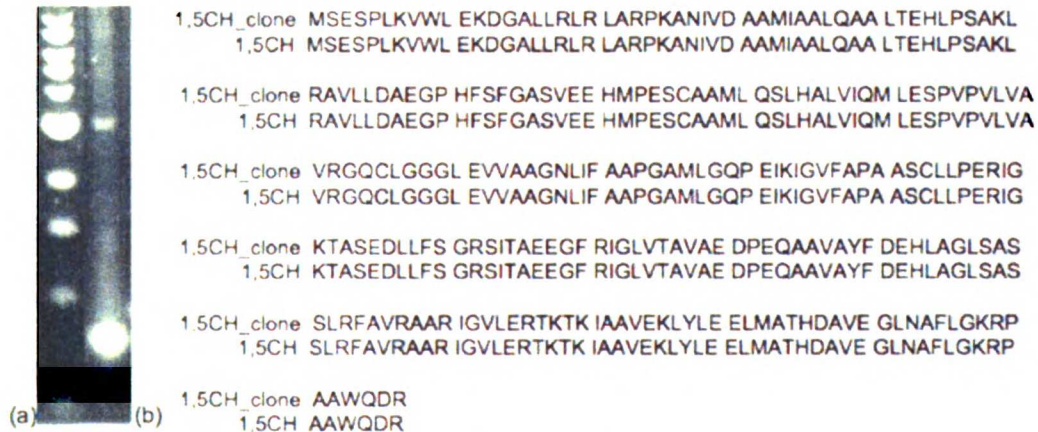 1,5CH_clone MSESPLKVWL EKDGALLRLR LARPKANIVD AAMIAALQAA LTEHLPSAKL
1,5CH MSESPLKVWL EKDGALLRLR LARPKANIVD AAMIAALQAA LTEHLPSAKL
1,5CH_clone RAVLLDAEGP HFSFGASVEE HMPESCAAML QSLHALVIQM LESPVPVLVA
1,5CH RAVLLDAEGP HFSFGASVEE HMPESCAAML QSLHALVIQM LESPVPVLVA
1,5CH_clone VRGQCLGGGL EVVAAGNLIF AAPGAMLGQP EIKIGVFAPA ASCLLPERIG
1,5CH VRGQCLGGGL EVVAAGNLIF AAPGAMLGQP EIKIGVFAPA ASCLLPERIG
1,5CH_clone KTASEDLLFS GRSITAEEGF RIGLVTAVAE DPEQAAVAYF DEHLAGLSAS
1,5CH KTASEDLLFS GRSITAEEGF RIGLVTAVAE DPEQAAVAYF DEHLAGLSAS
1,5CH_clone SLRFAVRAAR IGVLERTKTK IAAVEKLYLE ELMATHDAVE GLNAFLGKRP
1,5CH SLRFAVRAAR IGVLERTKTK IAAVEKLYLE ELMATHDAVE GLNAFLGKRP
1,5CH_clone AAWQDR
1,5CH AAWQDR
(a) (b)